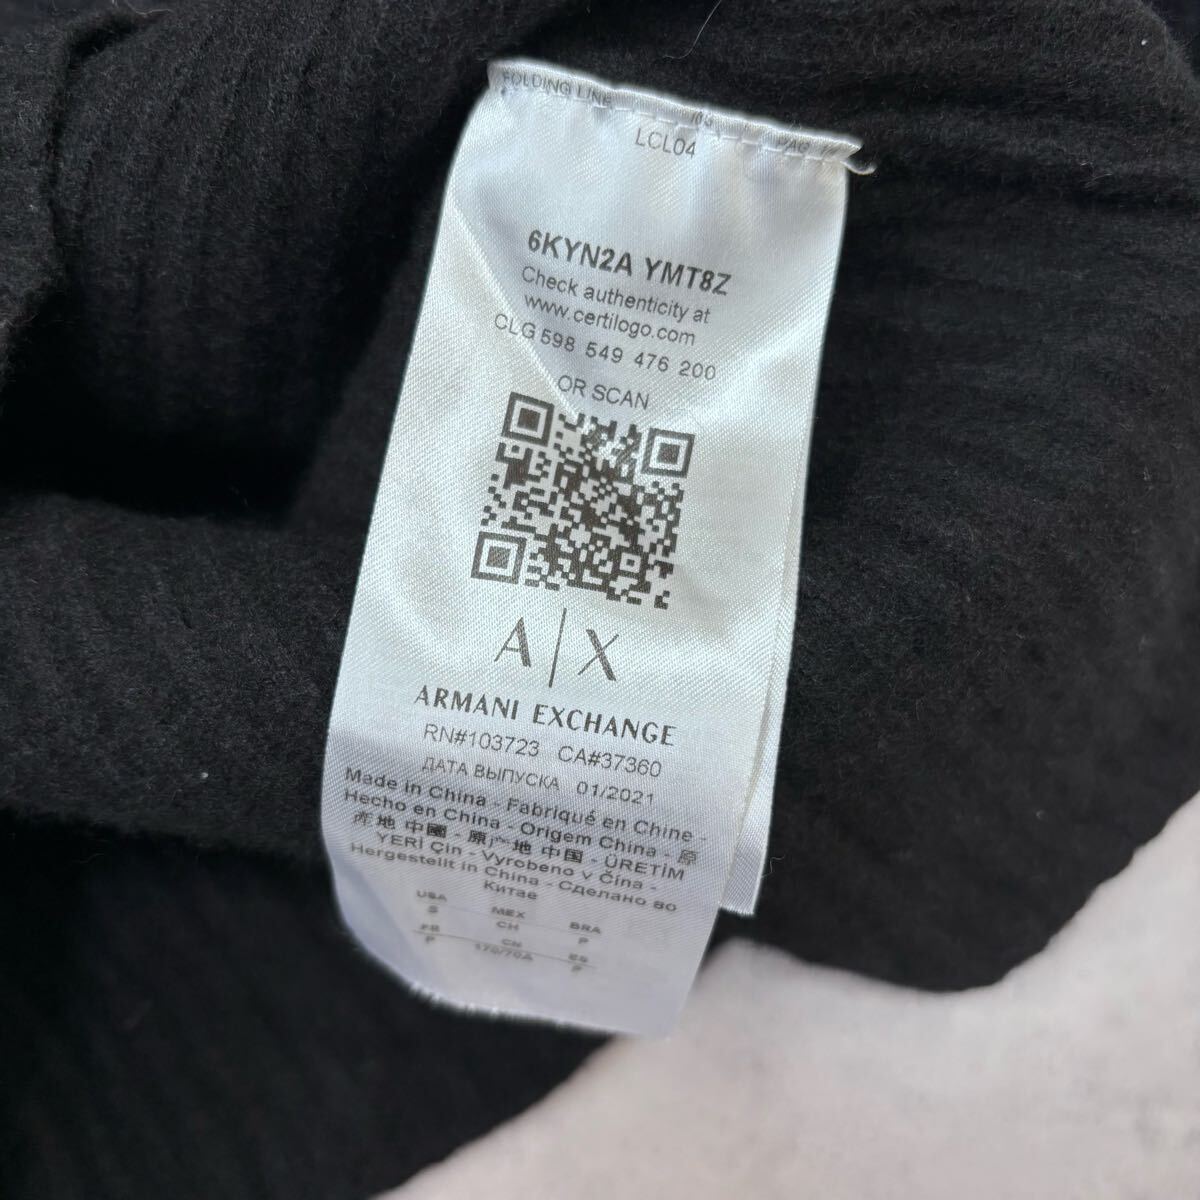 FOLDING LINE
LCL04
6KYN2A YMT8Z
Check authenticity at
www.certilogo.com
CLG 598 549 476 200
OR SCAN
A|X
ARMANI EXCHANGE
RN#103723 CA#37360
ДАТА ВЫПУСКА 01/2021
Made in China - Fabriqué en Chine -
Hecho en China - Origem China - 原
産地 中國 - 原产地 中国 - ÜRETİM
YERİ Çin - Vyrobeno v Čína -
Hergestellt in China - Сделано во
Китае
USA MEX BRA
S CH P
FR CN ES
P 170/70A P